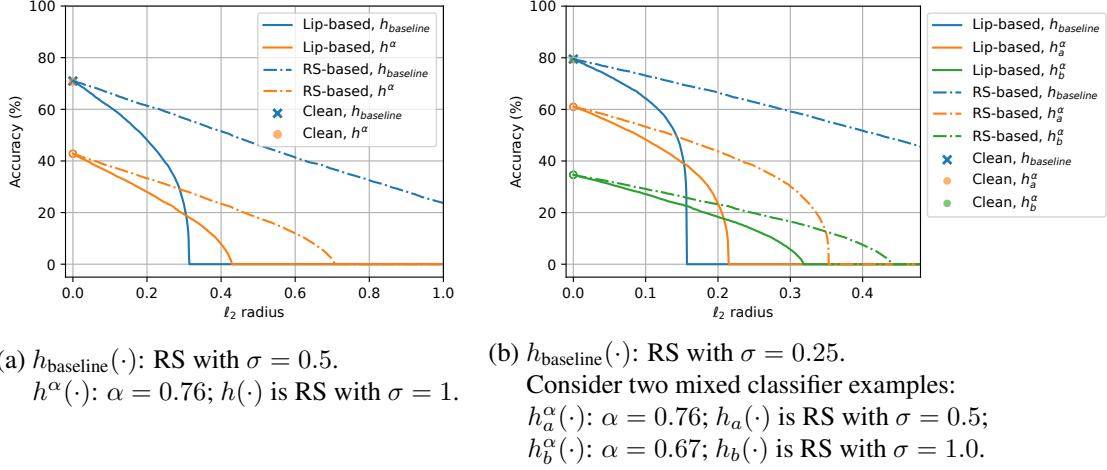 100
80
60
40
20
0
Accuracy (%)
0.0 0.2 0.4 0.6 0.8 1.0
ℓ₂ radius
Lip-based, h_baseline
Lip-based, h^α
RS-based, h_baseline
RS-based, h^α
Clean, h_baseline
Clean, h^α
(a) h_baseline(·): RS with σ = 0.5.
h^α(·): α = 0.76; h(·) is RS with σ = 1.
100
80
60
40
20
0
Accuracy (%)
0.0 0.1 0.2 0.3 0.4
ℓ₂ radius
Lip-based, h_baseline
Lip-based, h_a^α
Lip-based, h_b^α
RS-based, h_baseline
RS-based, h_a^α
RS-based, h_b^α
Clean, h_baseline
Clean, h_a^α
Clean, h_b^α
(b) h_baseline(·): RS with σ = 0.25.
Consider two mixed classifier examples:
h_a^α(·): α = 0.76; h_a(·) is RS with σ = 0.5;
h_b^α(·): α = 0.67; h_b(·) is RS with σ = 1.0.